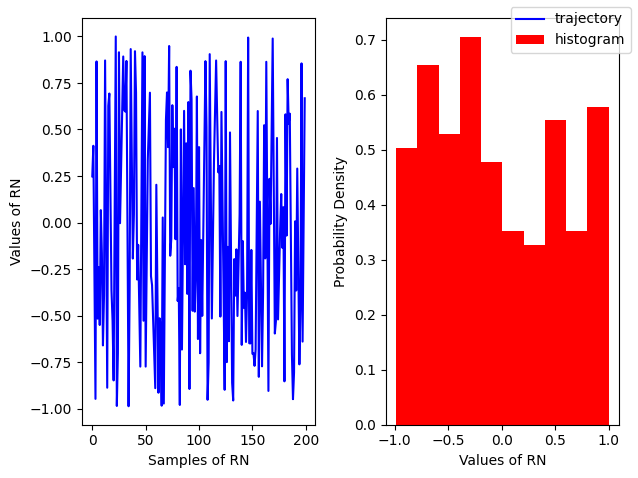 1.00
0.75
0.50
0.25
0.00
−0.25
−0.50
−0.75
−1.00
Values of RN
0 50 100 150 200
Samples of RN
trajectory
histogram
0.7
0.6
0.5
0.4
0.3
0.2
0.1
0.0
Probability Density
−1.0 −0.5 0.0 0.5 1.0
Values of RN